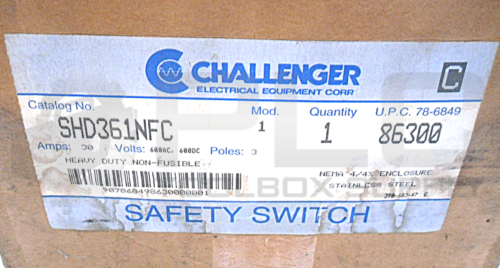 CHALLENGER
ELECTRICAL EQUIPMENT CORP
C
Catalog No. Mod. Quantity U.P.C. 78-6849
SHD361NFC 1 1 86300
Amps: 30 Volts: 600AC, 600DC Poles: 3
HEAVY DUTY NON-FUSIBLE
NEMA 4/4X ENCLOSURE
STAINLESS STEEL
SAFETY SWITCH